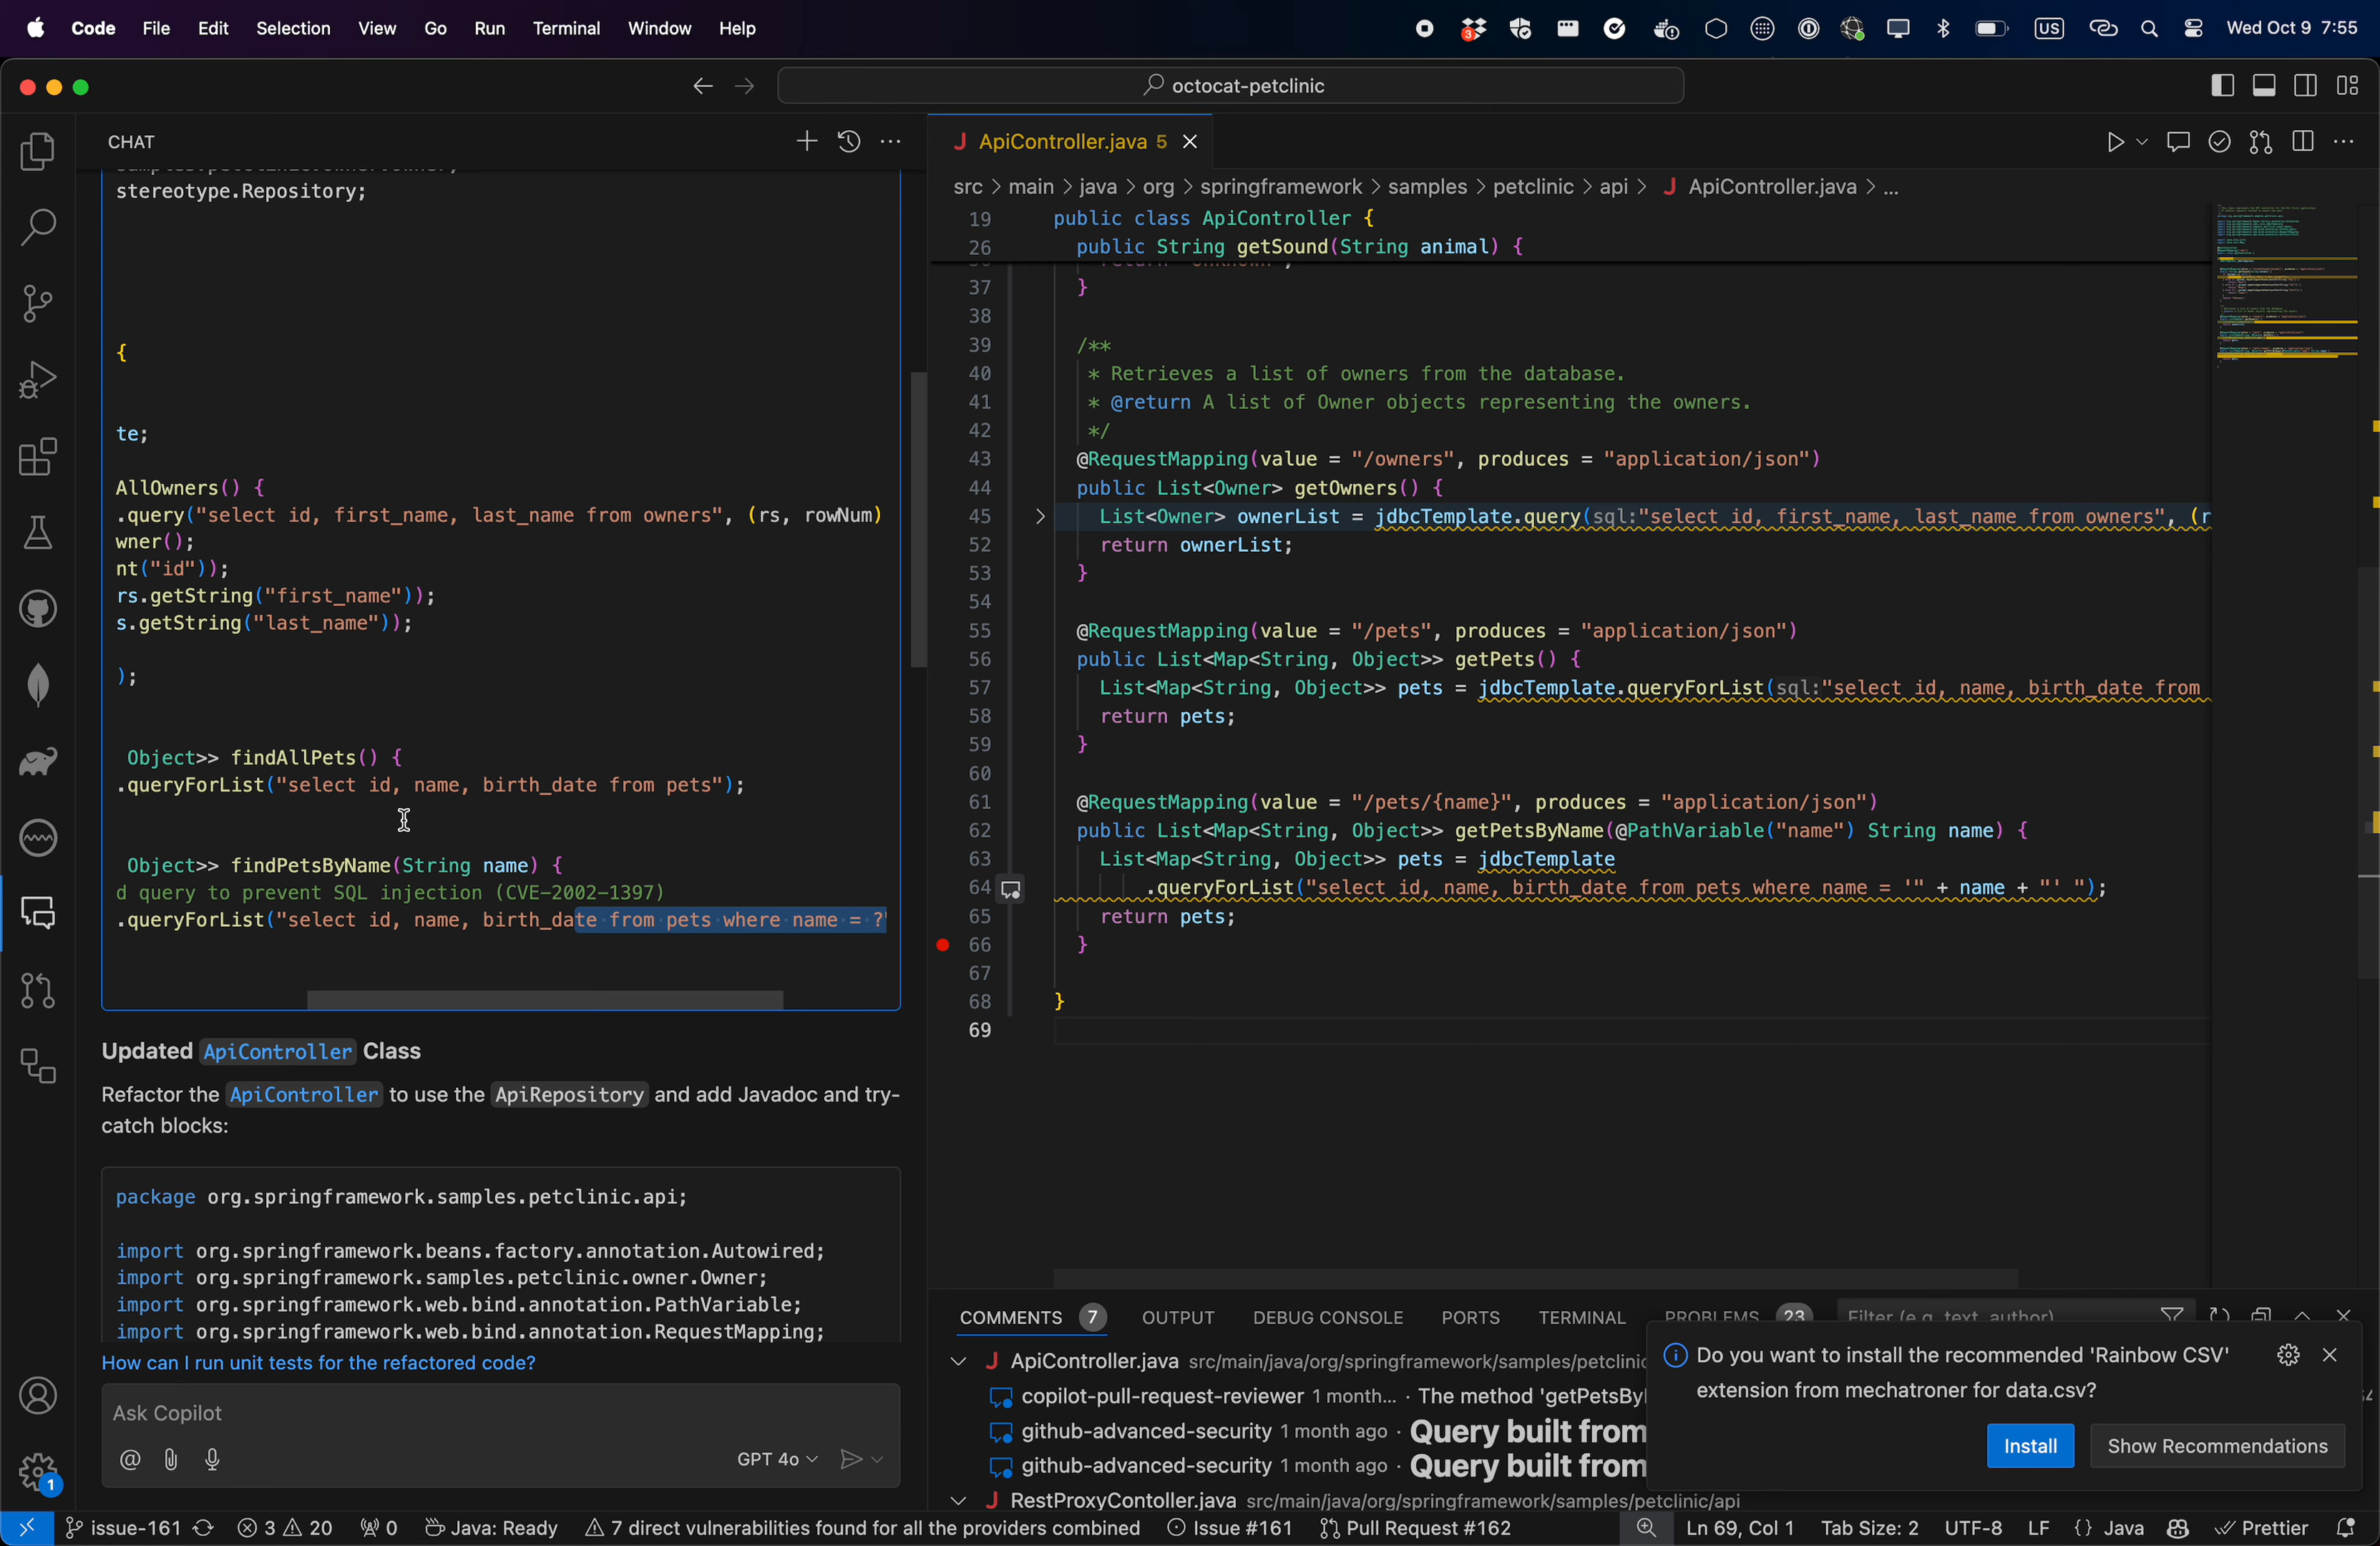 Code File Edit Selection View Go Run Terminal Window Help
3
US
Wed Oct 9 7:55
octocat-petclinic
CHAT
stereotype.Repository;
{
te;
AllOwners() {
.query("select id, first_name, last_name from owners", (rs, rowNum)
wner();
nt("id"));
rs.getString("first_name"));
s.getString("last_name"));
);
Object>> findAllPets() {
.queryForList("select id, name, birth_date from pets");
Object>> findPetsByName(String name) {
d query to prevent SQL injection (CVE-2002-1397)
.queryForList("select id, name, birth_date from pets where name = ?"
Updated ApiController Class
Refactor the ApiController to use the ApiRepository and add Javadoc and try-
catch blocks:
package org.springframework.samples.petclinic.api;
import org.springframework.beans.factory.annotation.Autowired;
import org.springframework.samples.petclinic.owner.Owner;
import org.springframework.web.bind.annotation.PathVariable;
import org.springframework.web.bind.annotation.RequestMapping;
How can I run unit tests for the refactored code?
Ask Copilot
GPT 4o
1
ApiController.java 5
src > main > java > org > springframework > samples > petclinic > api > J ApiController.java > ...
19 public class ApiController {
26 public String getSound(String animal) {
37 }
38
39 /**
40 * Retrieves a list of owners from the database.
41 * @return A list of Owner objects representing the owners.
42 */
43 @RequestMapping(value = "/owners", produces = "application/json")
44 public List<Owner> getOwners() {
45 List<Owner> ownerList = jdbcTemplate.query(sql:"select id, first_name, last_name from owners", (r
52 return ownerList;
53 }
54
55 @RequestMapping(value = "/pets", produces = "application/json")
56 public List<Map<String, Object>> getPets() {
57 List<Map<String, Object>> pets = jdbcTemplate.queryForList(sql:"select id, name, birth_date from
58 return pets;
59 }
60
61 @RequestMapping(value = "/pets/{name}", produces = "application/json")
62 public List<Map<String, Object>> getPetsByName(@PathVariable("name") String name) {
63 List<Map<String, Object>> pets = jdbcTemplate
64 .queryForList("select id, name, birth_date from pets where name = '" + name + "' ");
65 return pets;
66 }
67
68 }
69
COMMENTS 7 OUTPUT DEBUG CONSOLE PORTS TERMINAL PROBLEMS 23 Filter (e.g. text, author)
ApiController.java src/main/java/org/springframework/samples/petclinic
copilot-pull-request-reviewer 1 month... · The method 'getPetsBy
github-advanced-security 1 month ago · Query built from
github-advanced-security 1 month ago · Query built from
RestProxyContoller.java src/main/java/org/springframework/samples/petclinic/api
Do you want to install the recommended 'Rainbow CSV'
extension from mechatroner for data.csv?
Install Show Recommendations
issue-161 3 20 0 Java: Ready 7 direct vulnerabilities found for all the providers combined Issue #161 Pull Request #162 Ln 69, Col 1 Tab Size: 2 UTF-8 LF {} Java Prettier